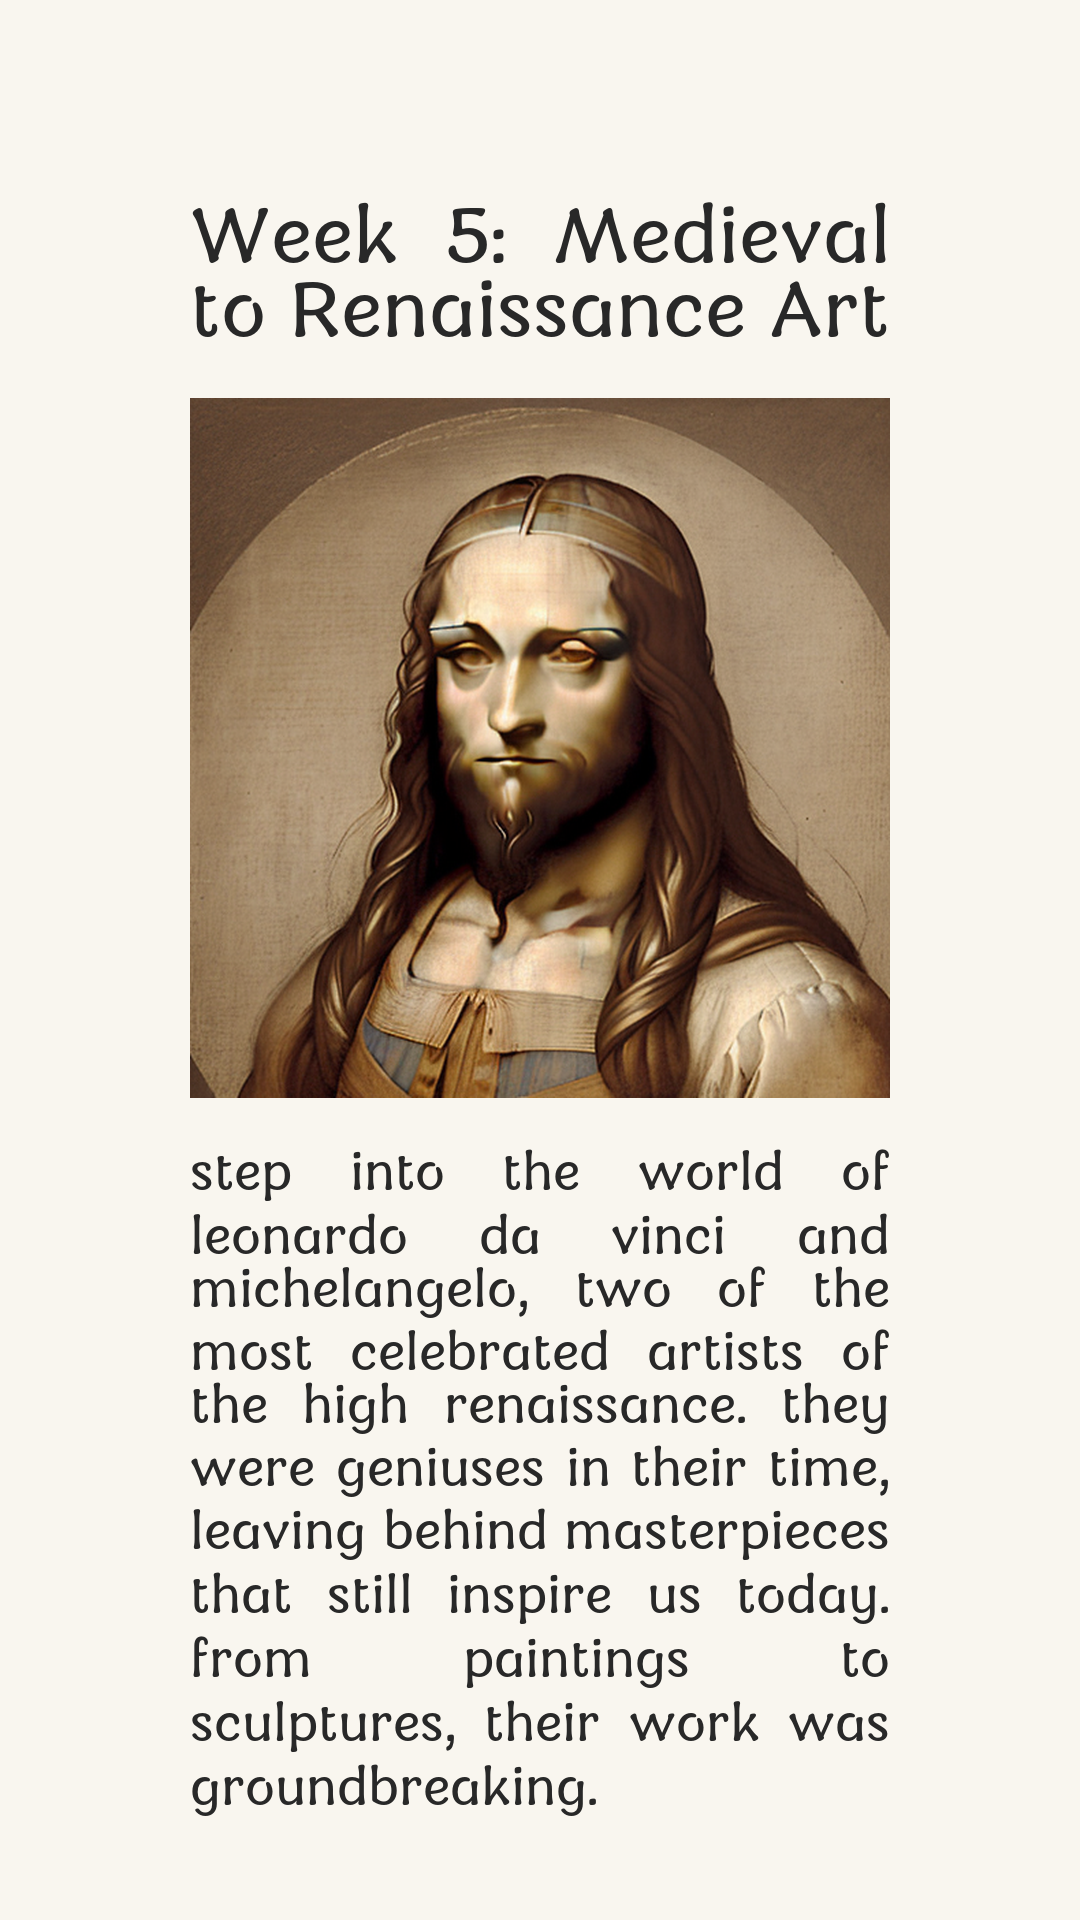 Week 5: Medieval
to Renaissance Art
step into the world of
leonardo da vinci and
michelangelo, two of the
most celebrated artists of
the high renaissance. they
were geniuses in their time,
leaving behind masterpieces
that still inspire us today.
from paintings to
sculptures, their work was
groundbreaking.